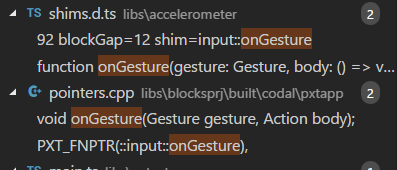 TS shims.d.ts libs\accelerometer 2
92 blockGap=12 shim=input::onGesture
function onGesture(gesture: Gesture, body: () => v...
C++ pointers.cpp libs\blocksprj\built\codal\pxtapp 2
void onGesture(Gesture gesture, Action body);
PXT_FNPTR(::input::onGesture),